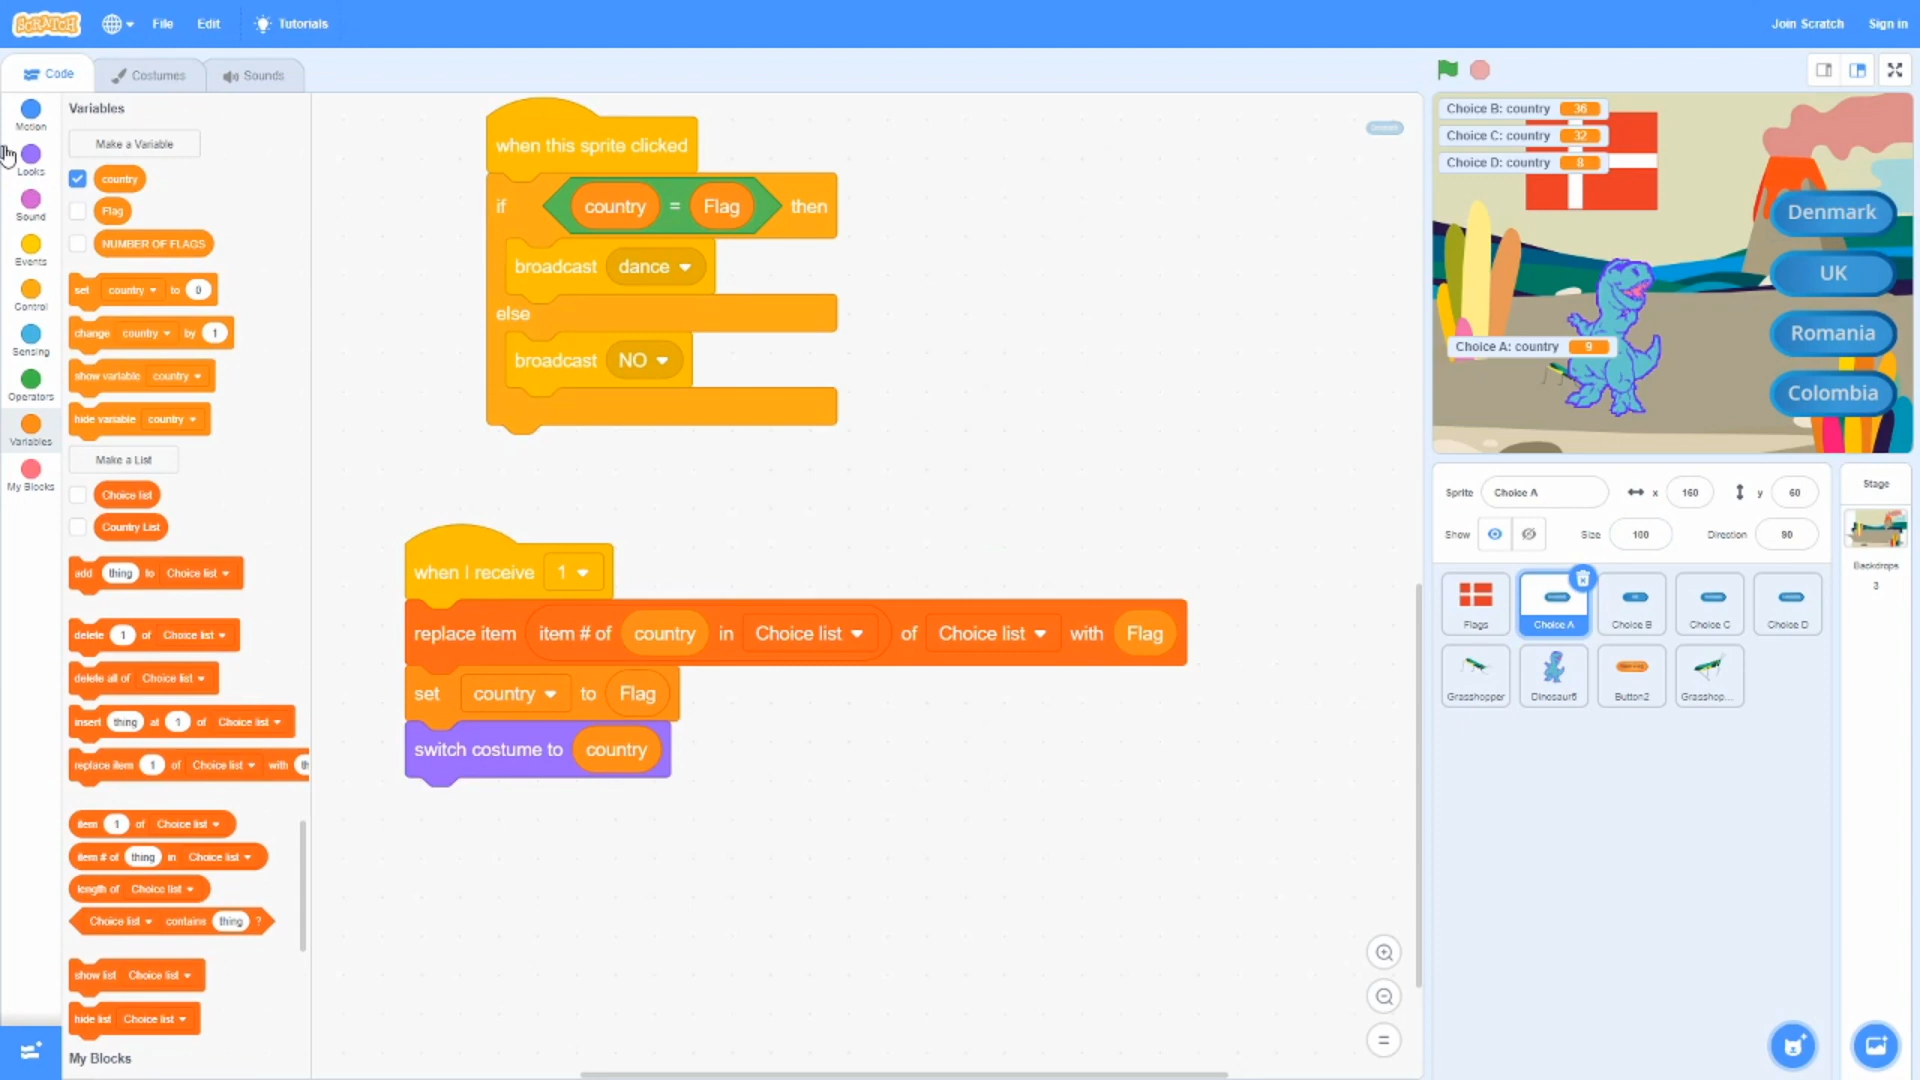 SCRATCH
File
Edit
Tutorials
Join Scratch
Sign in
Code
Costumes
Sounds
Motion
Looks
Sound
Events
Control
Sensing
Operators
Variables
My Blocks
Variables
Make a Variable
country
Flag
NUMBER OF FLAGS
set country to 0
change country by 1
show variable country
hide variable country
Make a List
Choice list
Country List
add thing to Choice list
delete 1 of Choice list
delete all of Choice list
insert thing at 1 of Choice list
replace item 1 of Choice list with
item 1 of Choice list
item # of thing in Choice list
length of Choice list
Choice list contains thing ?
show list Choice list
hide list Choice list
My Blocks
when this sprite clicked
if country = Flag then
broadcast dance
else
broadcast NO
when I receive 1
replace item item # of country in Choice list of Choice list with Flag
set country to Flag
switch costume to country
Choice B: country 36
Choice C: country 32
Choice D: country 8
Choice A: country 9
Denmark
UK
Romania
Colombia
Sprite Choice A x 160 y 60
Show Size 100 Direction 90
Flags
Choice A
Choice B
Choice C
Choice D
Grasshopper
Dinosaur5
Button2
Grasshop...
Stage
Backdrops
3